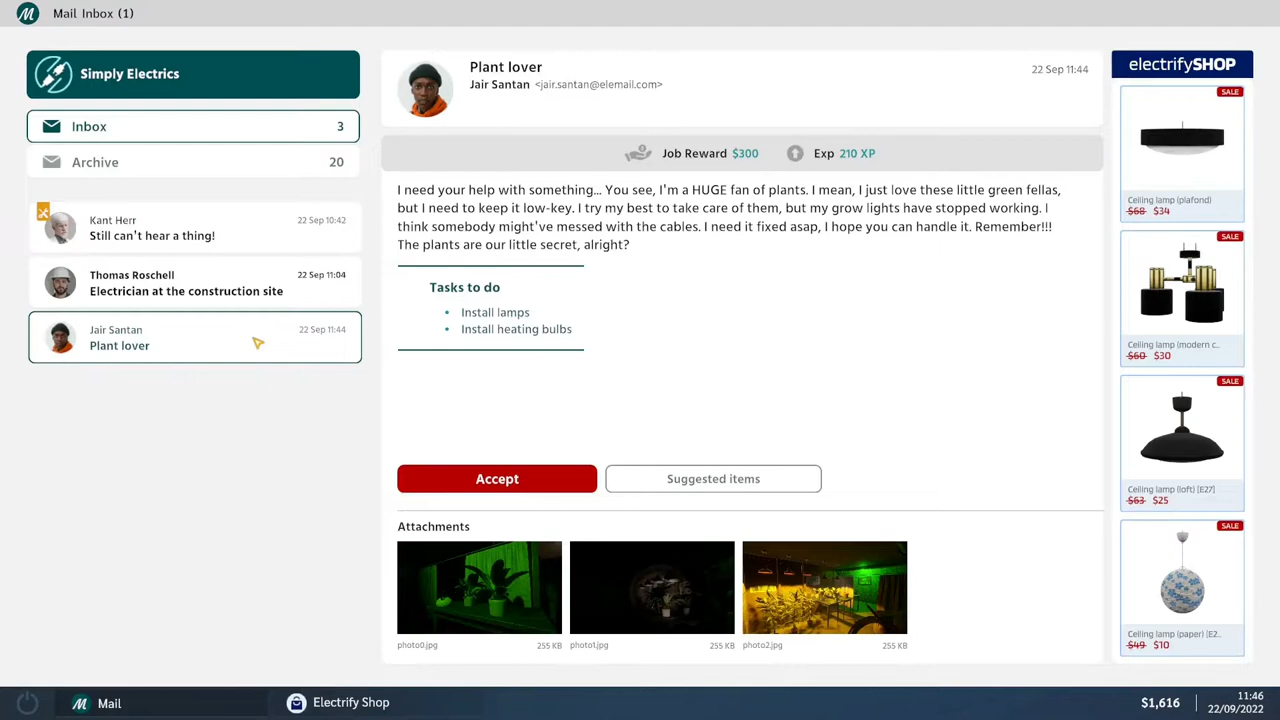 Mail Inbox (1)
Simply Electrics
Inbox 3
Archive 20
Kant Herr 22 Sep 10:42
Still can't hear a thing!
Thomas Roschell 22 Sep 11:04
Electrician at the construction site
Jair Santan 22 Sep 11:44
Plant lover
Plant lover
Jair Santan <jair.santan@elemail.com>
22 Sep 11:44
Job Reward $300 Exp 210 XP
I need your help with something... You see, I'm a HUGE fan of plants. I mean, I just love these little green fellas,
but I need to keep it low-key. I try my best to take care of them, but my grow lights have stopped working. I
think somebody might've messed with the cables. I need it fixed asap, I hope you can handle it. Remember!!!
The plants are our little secret, alright?
Tasks to do
• Install lamps
• Install heating bulbs
Accept Suggested items
Attachments
photo0.jpg 255 KB photo1.jpg 255 KB photo2.jpg 255 KB
electrifySHOP
SALE
Ceiling lamp (plafond)
$68 $34
SALE
Ceiling lamp (modern c..
$60 $30
SALE
Ceiling lamp (loft) [E27]
$63 $25
SALE
Ceiling lamp (paper) [E2..
$49 $10
Mail Electrify Shop $1,616 11:46
22/09/2022